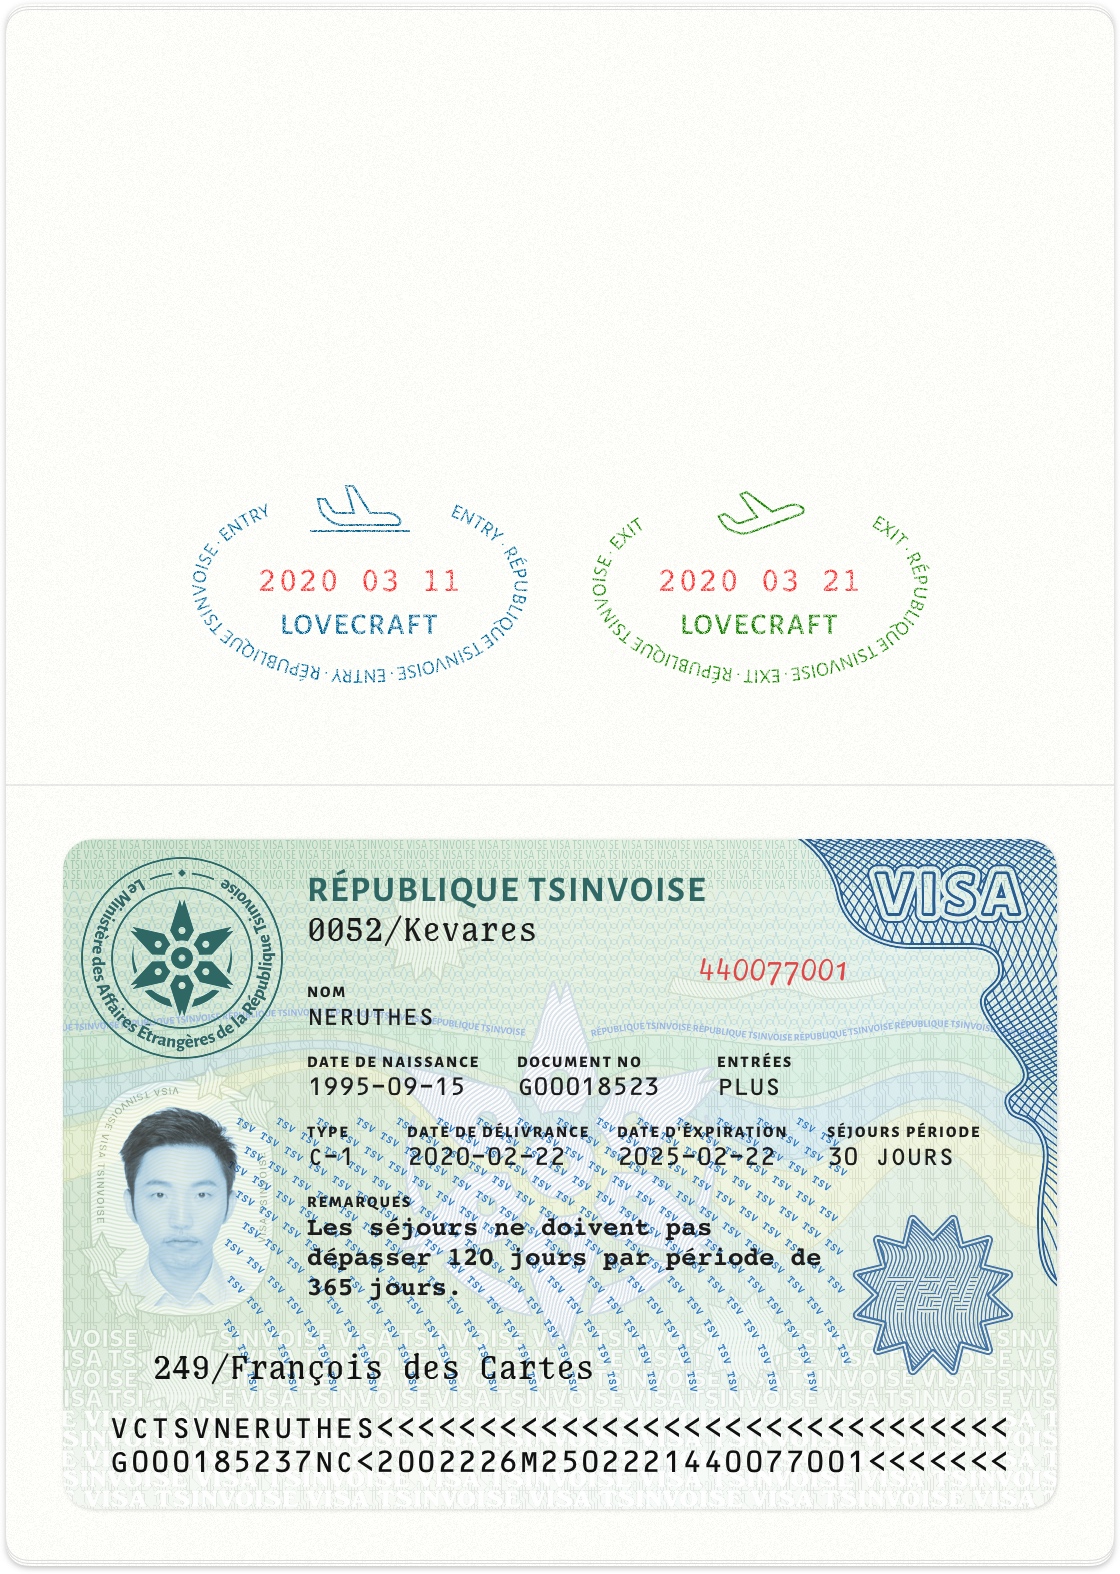 ENTRY · RÉPUBLIQUE TSINVOISE · ENTRY · RÉPUBLIQUE TSINVOISE · ENTRY
2020 03 11
LOVECRAFT
EXIT · RÉPUBLIQUE TSINVOISE · EXIT · RÉPUBLIQUE TSINVOISE · EXIT
2020 03 21
LOVECRAFT
Le Ministère des Affaires Étrangères de la République Tsinvoise
RÉPUBLIQUE TSINVOISE
VISA
0052/Kevares
440077001
NOM
NERUTHES
DATE DE NAISSANCE DOCUMENT NO ENTRÉES
1995-09-15 G00018523 PLUS
TYPE DATE DE DÉLIVRANCE DATE D'EXPIRATION SÉJOURS PÉRIODE
C-1 2020-02-22 2025-02-22 30 JOURS
REMARQUES
Les séjours ne doivent pas
dépasser 120 jours par période de
365 jours.
249/François des Cartes
VCTSVNERUTHES<<<<<<<<<<<<<<<<<<<<<<<<<<<<<<<
G000185237NC<2002226M2502221440077001<<<<<<<